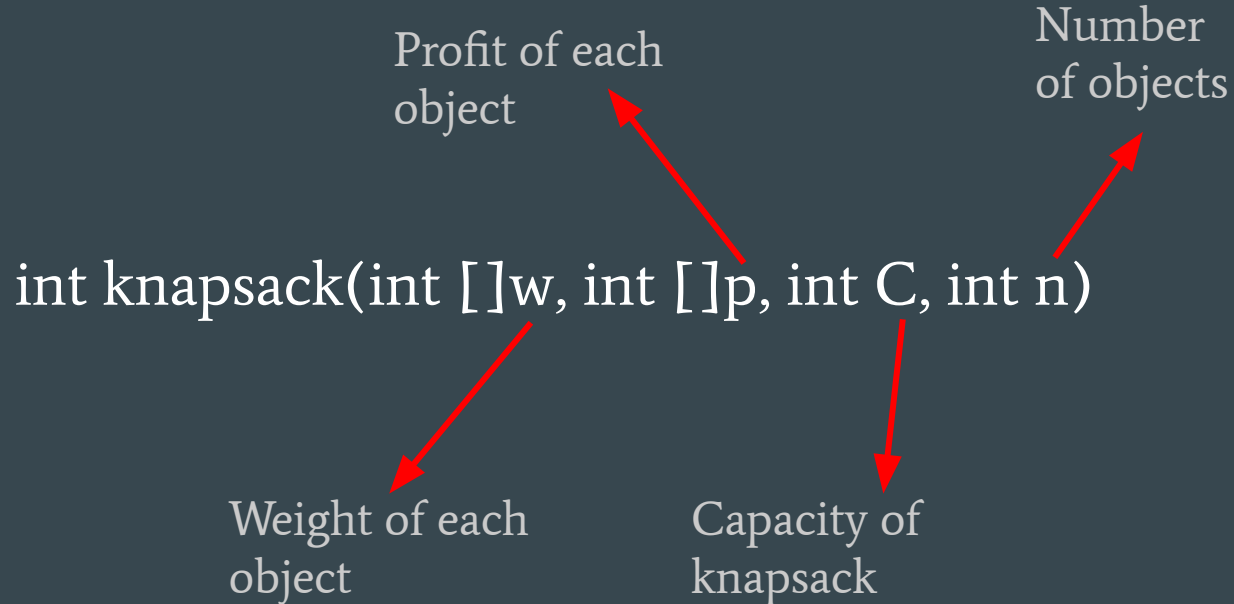 Number
of objects
Profit of each
object
int knapsack(int []w, int []p, int C, int n)
Weight of each
object
Capacity of
knapsack